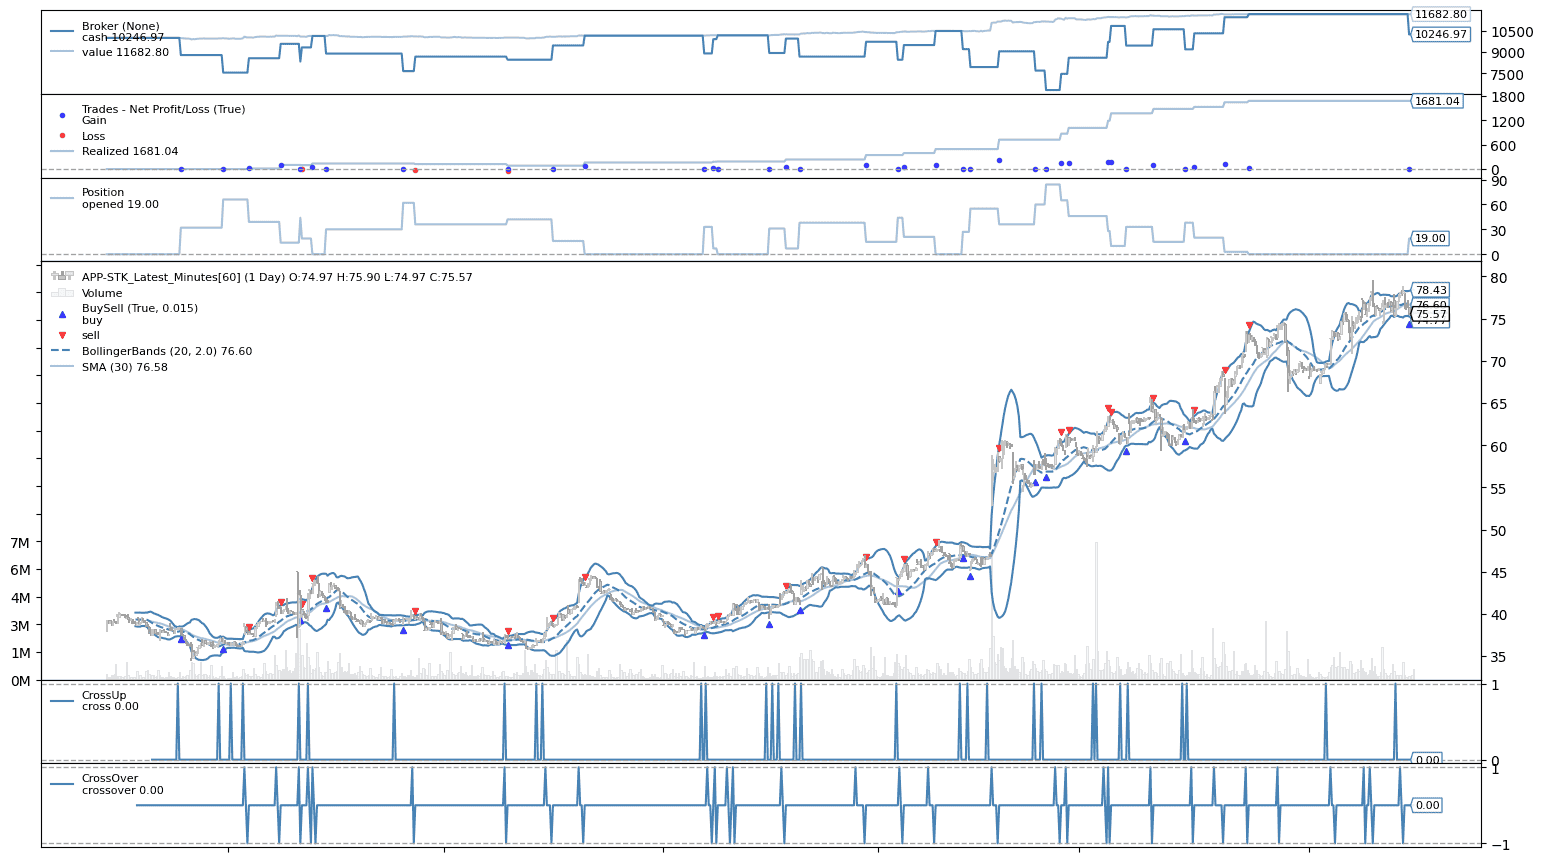 Broker (None)
cash 10246.97
value 11682.80
11682.80
10500
10246.97
9000
7500
Trades - Net Profit/Loss (True)
Gain
Loss
Realized 1681.04
1800
1681.04
1200
600
0
Position
opened 19.00
90
60
30
19.00
0
APP-STK_Latest_Minutes[60] (1 Day) O:74.97 H:75.90 L:74.97 C:75.57
Volume
BuySell (True, 0.015)
buy
sell
BollingerBands (20, 2.0) 76.60
SMA (30) 76.58
80
78.43
76.60
75.57
75
70
65
60
55
50
45
40
35
7M
6M
4M
3M
1M
0M
CrossUp
cross 0.00
1
0.00
0
CrossOver
crossover 0.00
1
0.00
−1